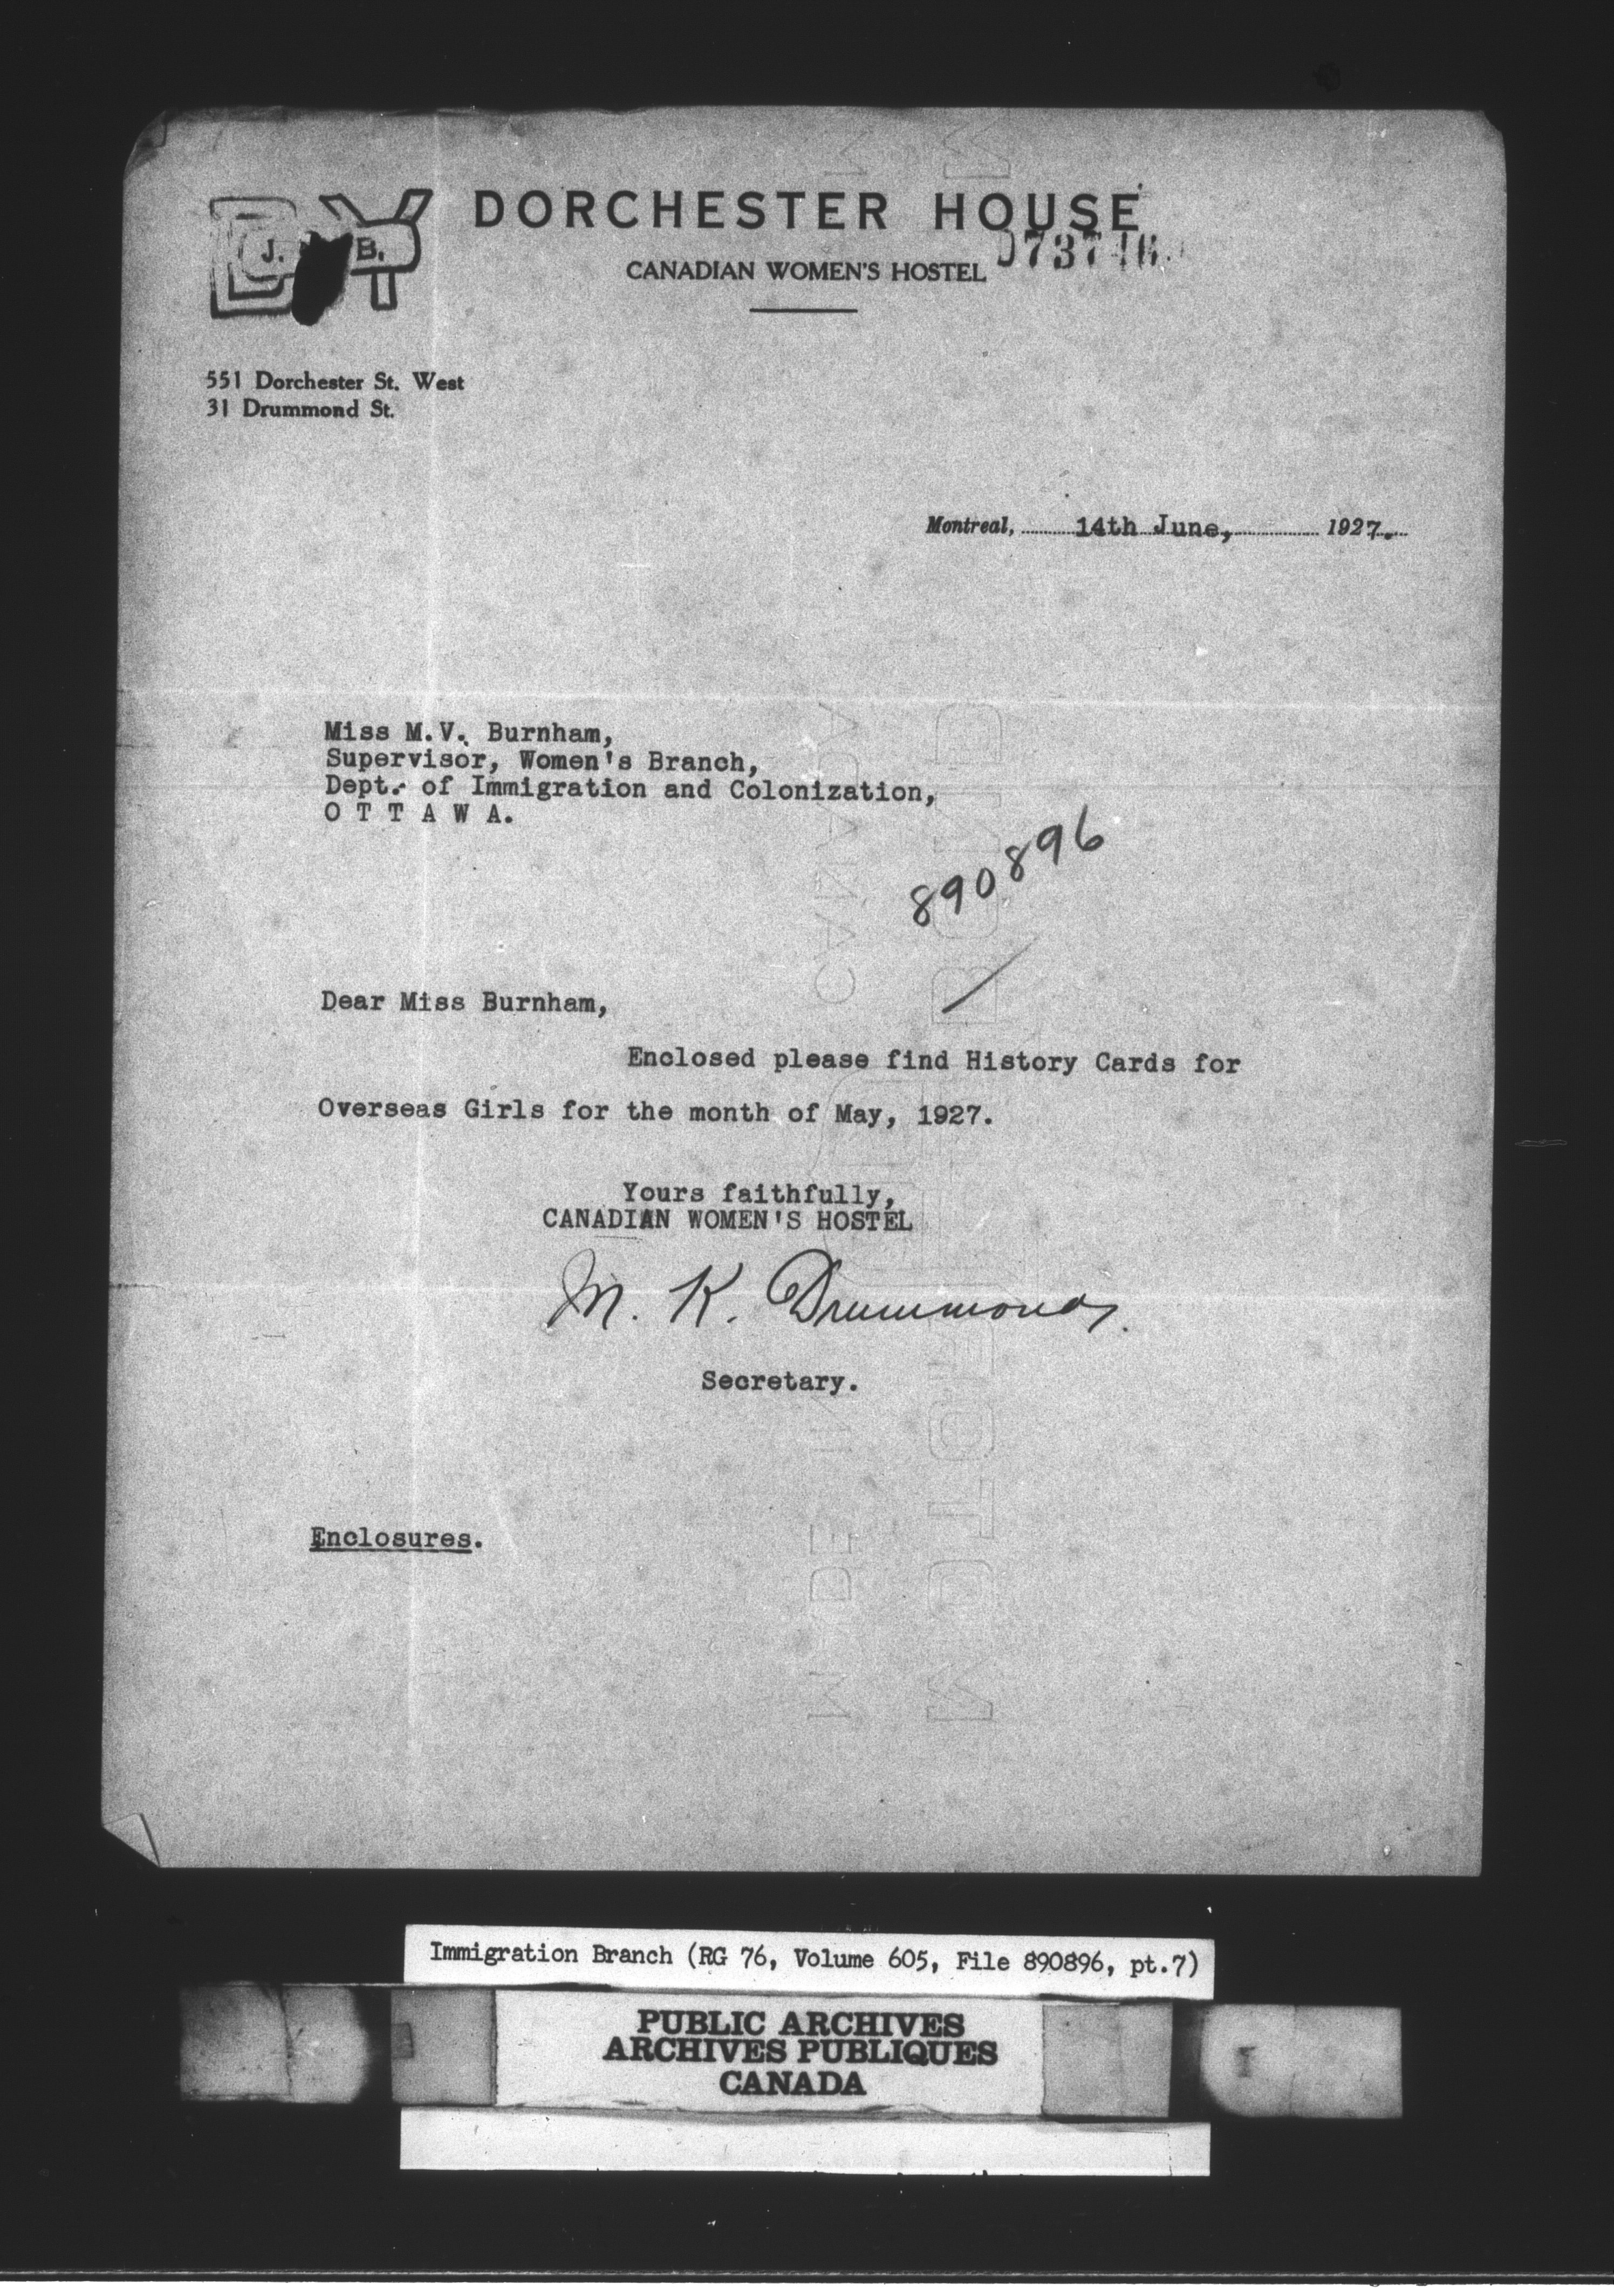 DORCHESTER HOUSE
CANADIAN WOMEN'S HOSTEL
J. B.
551 Dorchester St. West
31 Drummond St.
Montreal, 14th June, 1927.
Miss M.V. Burnham,
Supervisor, Women's Branch,
Dept. of Immigration and Colonization,
O T T A W A.
890896
Dear Miss Burnham,
Enclosed please find History Cards for
Overseas Girls for the month of May, 1927.
Yours faithfully,
CANADIAN WOMEN'S HOSTEL
M. K. Drummond.
Secretary.
Enclosures.
Immigration Branch (RG 76, Volume 605, File 890896, pt.7)
PUBLIC ARCHIVES
ARCHIVES PUBLIQUES
CANADA